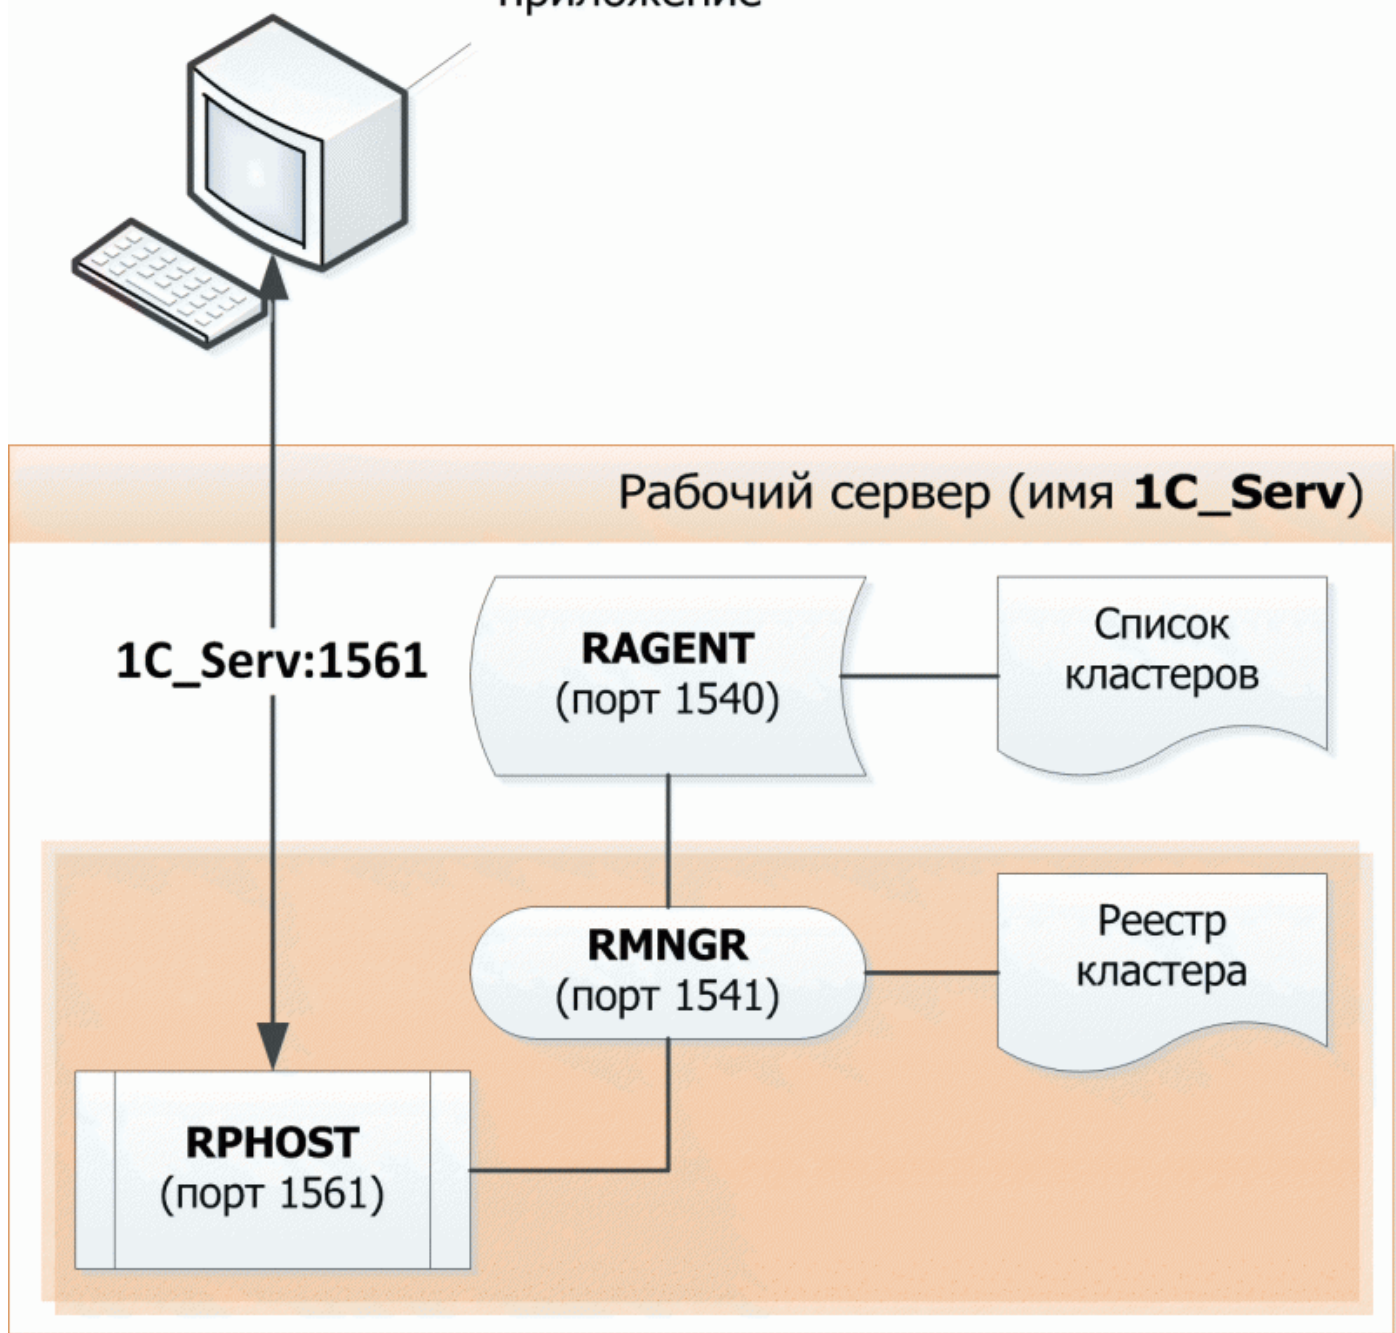 приложение
Рабочий сервер (имя 1C_Serv)
1C_Serv:1561
RAGENT
(порт 1540)
Список
кластеров
RMNGR
(порт 1541)
Реестр
кластера
RPHOST
(порт 1561)